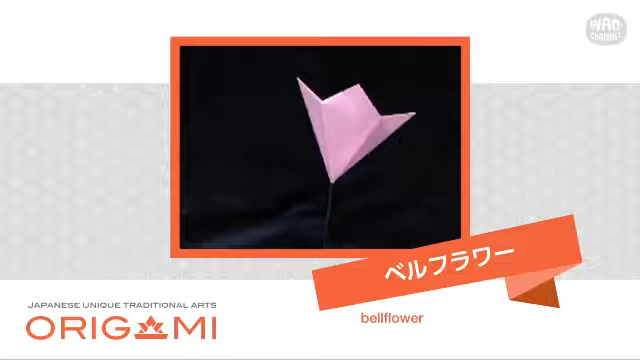 WAO
CHANNEL
ベルフラワー
bellflower
JAPANESE UNIQUE TRADITIONAL ARTS
ORIGAMI